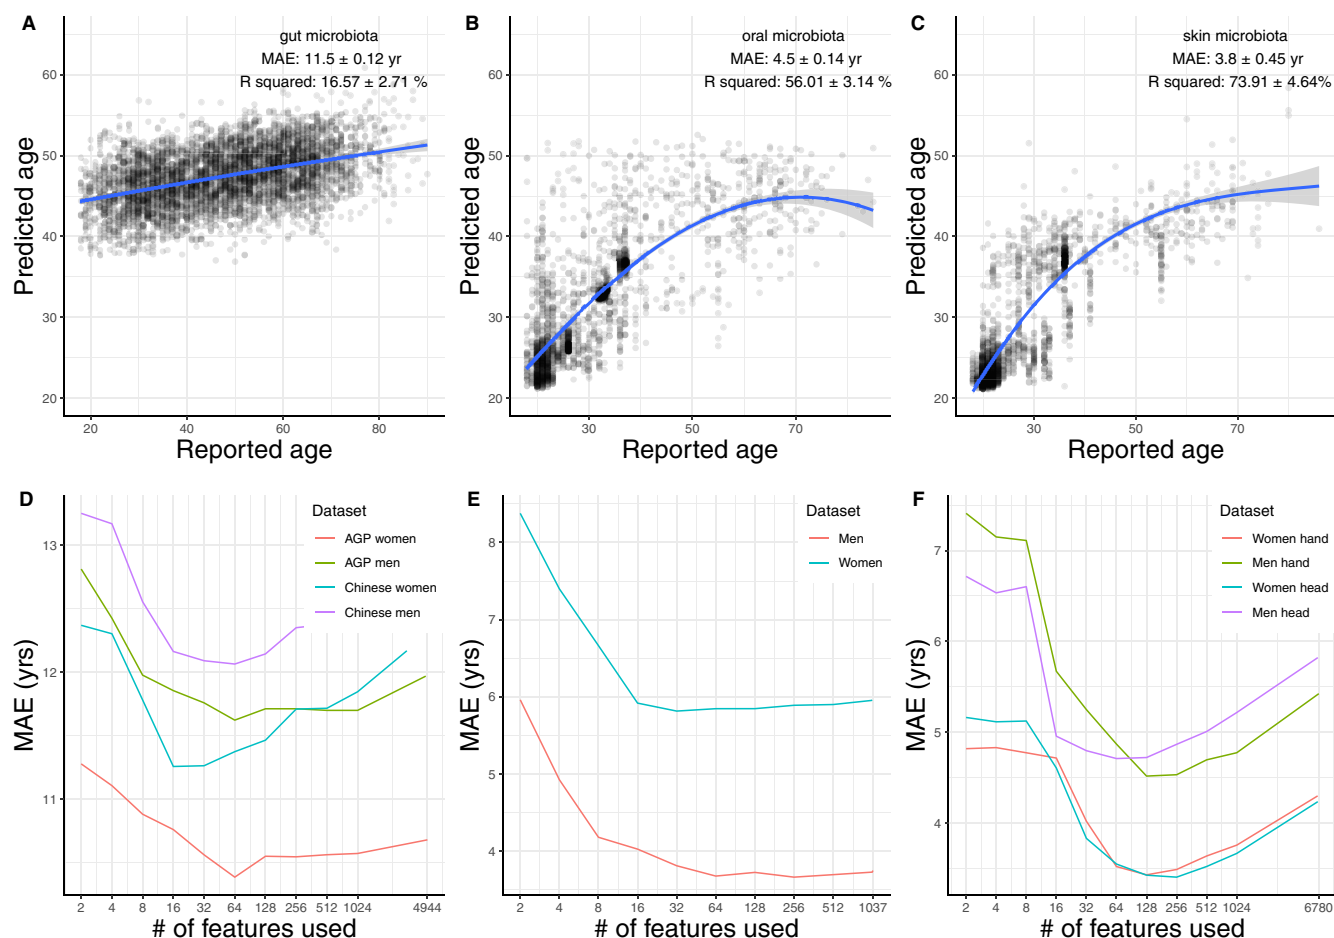 A
gut microbiota
MAE: 11.5 ± 0.12 yr
R squared: 16.57 ± 2.71 %
Predicted age
60
50
40
30
20
20 40 60 80
Reported age
B
oral microbiota
MAE: 4.5 ± 0.14 yr
R squared: 56.01 ± 3.14 %
Predicted age
60
50
40
30
20
30 50 70
Reported age
C
skin microbiota
MAE: 3.8 ± 0.45 yr
R squared: 73.91 ± 4.64%
Predicted age
60
50
40
30
20
30 50 70
Reported age
D
Dataset
AGP women
AGP men
Chinese women
Chinese men
MAE (yrs)
13
12
11
2 4 8 16 32 64 128 256 512 1024 4944
# of features used
E
Dataset
Men
Women
MAE (yrs)
8
7
6
5
4
2 4 8 16 32 64 128 256 512 1037
# of features used
F
Dataset
Women hand
Men hand
Women head
Men head
MAE (yrs)
7
6
5
4
2 4 8 16 32 64 128 256 512 1024 6780
# of features used